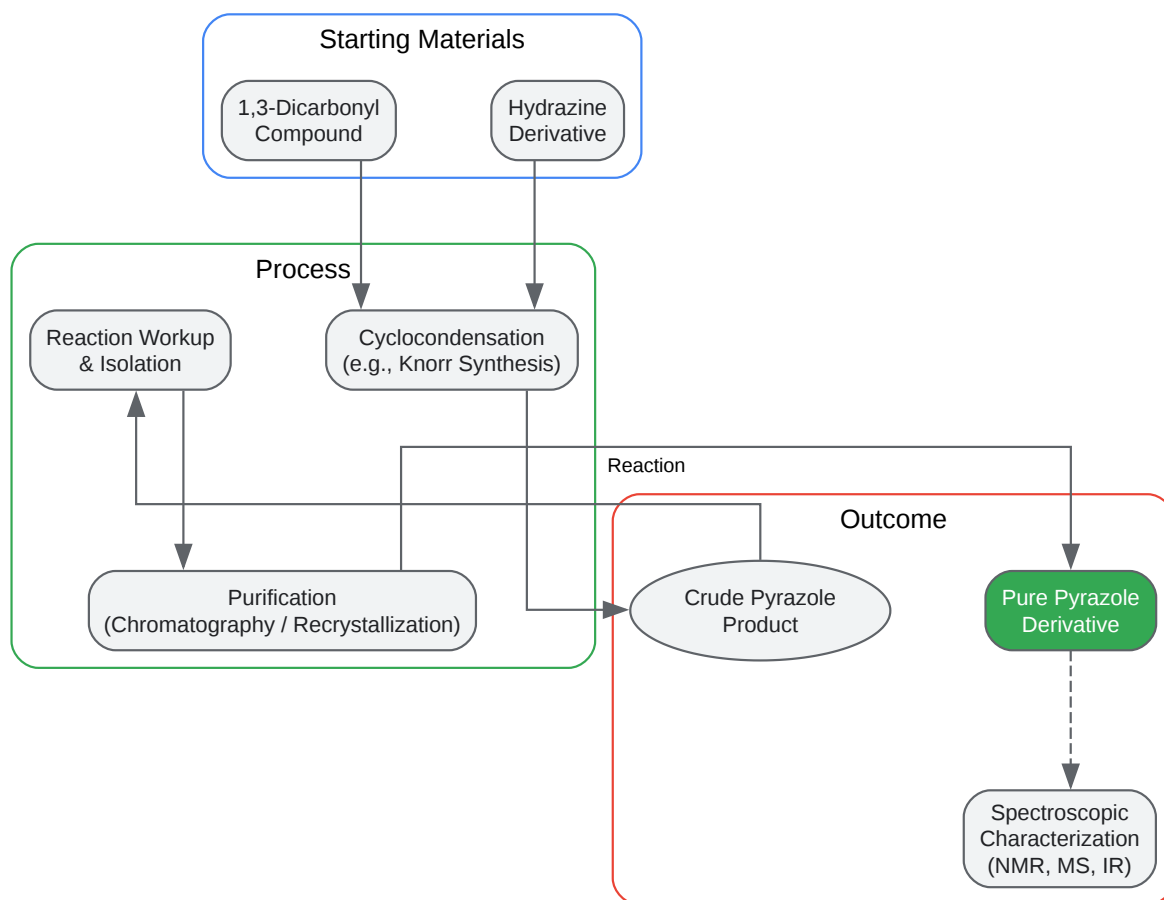 Starting Materials
1,3-Dicarbonyl
Compound
Hydrazine
Derivative
Process
Reaction Workup
& Isolation
Cyclocondensation
(e.g., Knorr Synthesis)
Reaction
Outcome
Purification
(Chromatography / Recrystallization)
Crude Pyrazole
Product
Pure Pyrazole
Derivative
Spectroscopic
Characterization
(NMR, MS, IR)